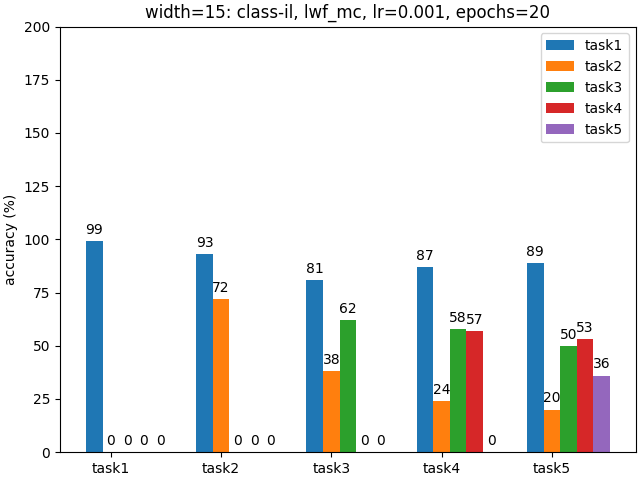 width=15: class-il, lwf_mc, lr=0.001, epochs=20
accuracy (%)
200
175
150
125
100
75
50
25
0
task1
task2
task3
task4
task5
99
0 0 0 0
93
72
0 0 0
81
38
62
0 0
87
24
58
57
0
89
20
50
53
36
task1 task2 task3 task4 task5